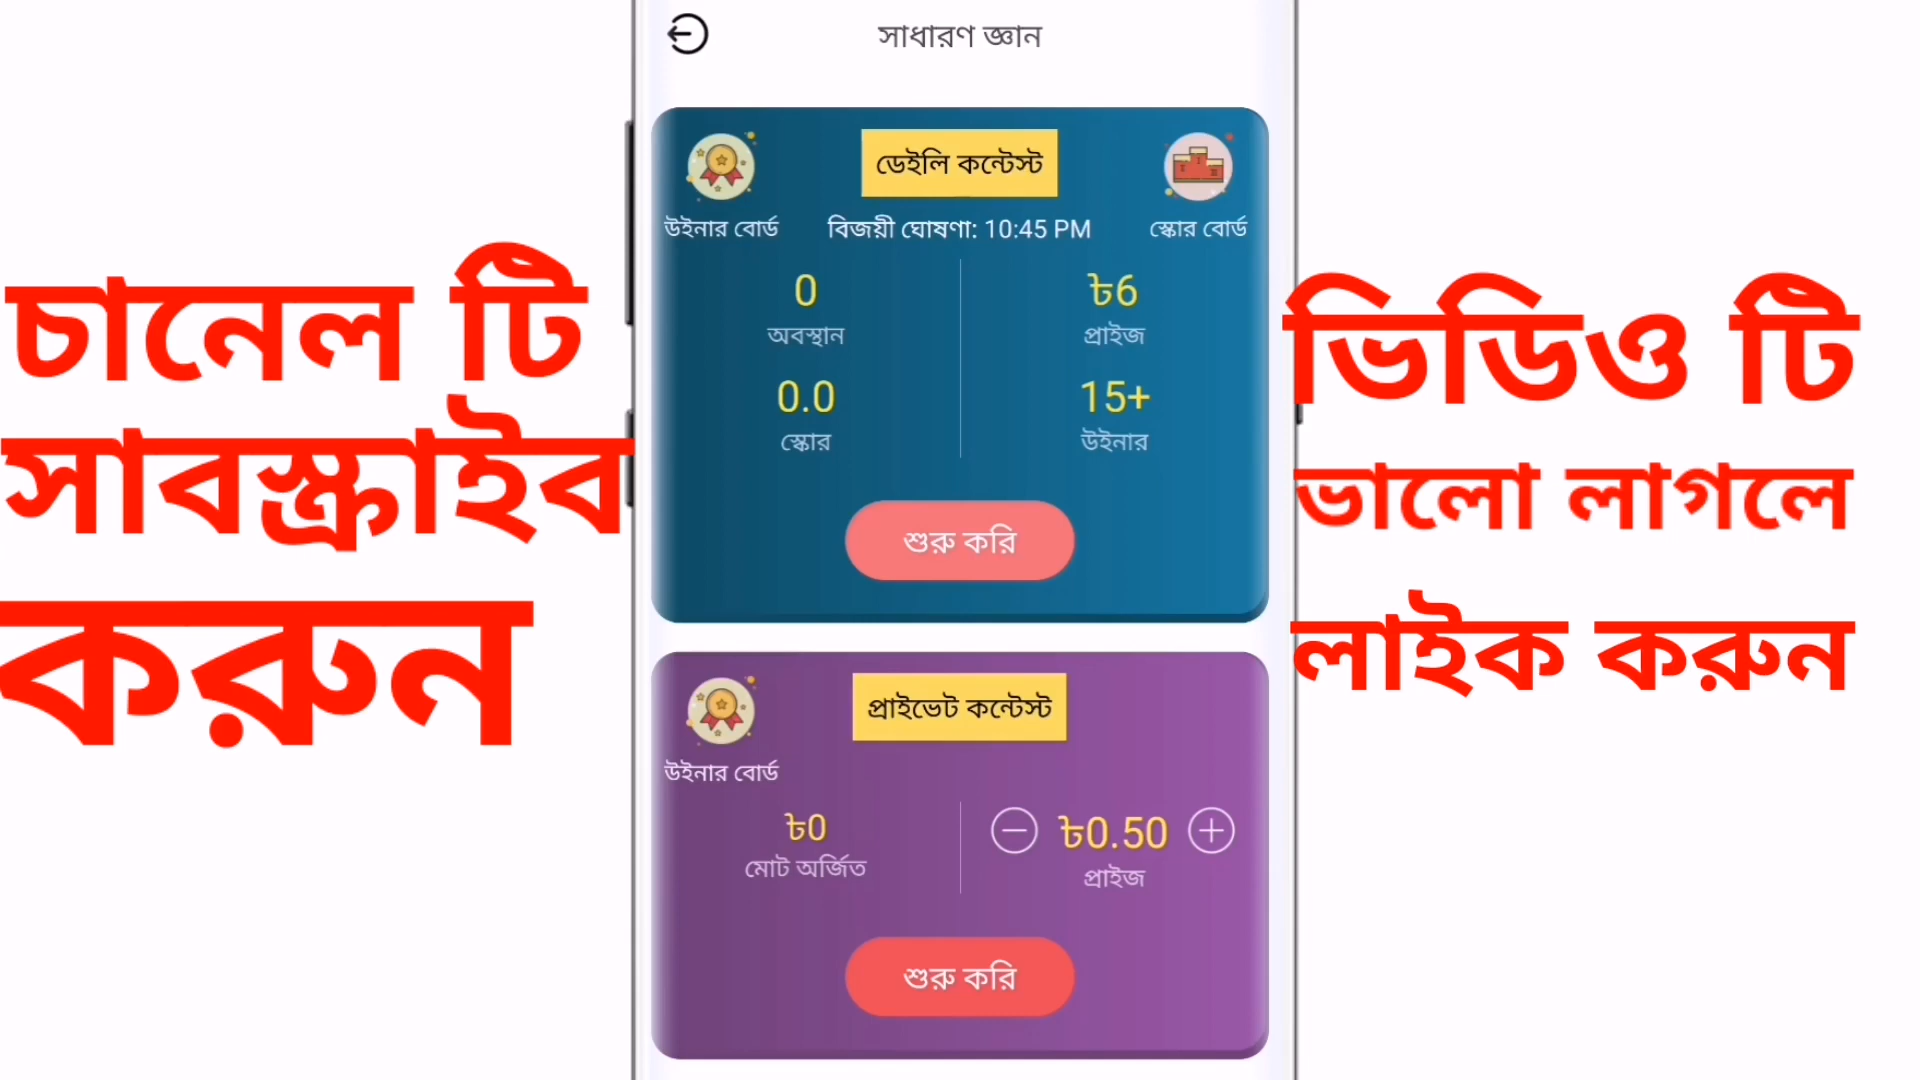 চানেল টি
সাবস্ক্রাইব
করুন
সাধারণ জ্ঞান
ডেইলি কন্টেস্ট
উইনার বোর্ড
বিজয়ী ঘোষণা: 10:45 PM
স্কোর বোর্ড
0
৳6
অবস্থান
প্রাইজ
0.0
15+
স্কোর
উইনার
শুরু করি
প্রাইভেট কন্টেস্ট
উইনার বোর্ড
৳0
৳0.50
মোট অর্জিত
প্রাইজ
শুরু করি
ভিডিও টি
ভালো লাগলে
লাইক করুন